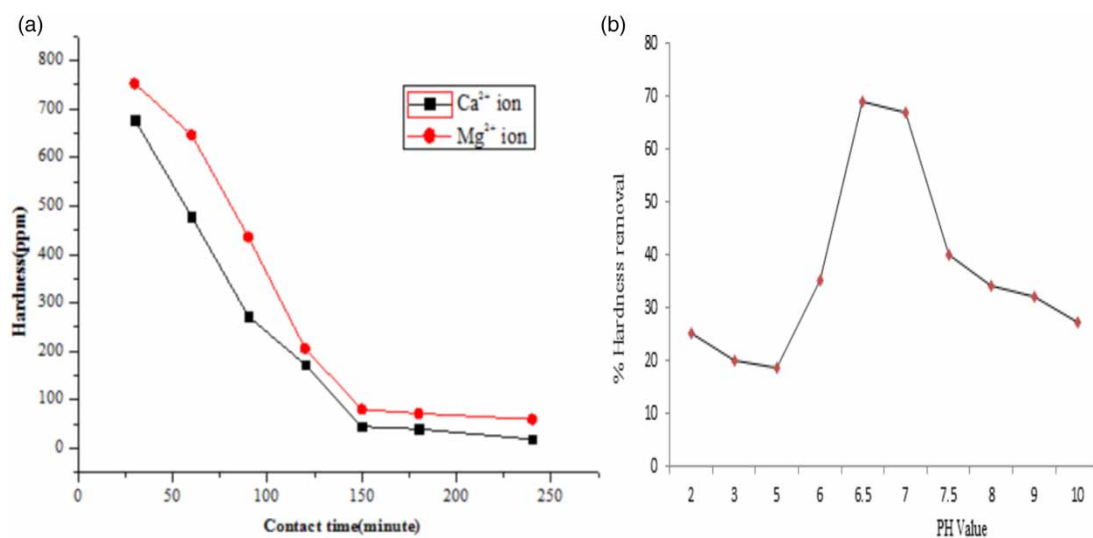 (a)
800
700
600
500
400
300
200
100
0
Hardness(ppm)
0 50 100 150 200 250
Contact time(minute)
Ca²⁺ ion
Mg²⁺ ion
(b)
80
70
60
50
40
30
20
10
0
% Hardness removal
2 3 5 6 6.5 7 7.5 8 9 10
PH Value